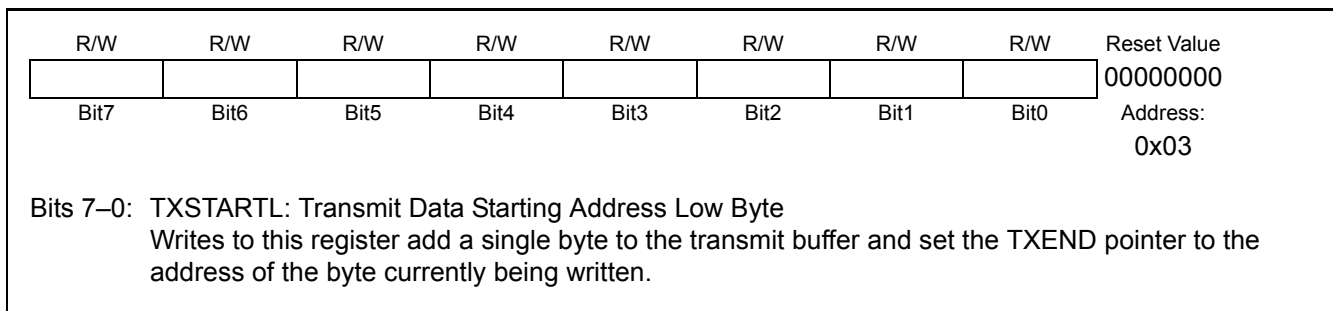 R/W R/W R/W R/W R/W R/W R/W R/W Reset Value
00000000
Bit7 Bit6 Bit5 Bit4 Bit3 Bit2 Bit1 Bit0 Address:
0x03
Bits 7–0: TXSTARTL: Transmit Data Starting Address Low Byte
Writes to this register add a single byte to the transmit buffer and set the TXEND pointer to the
address of the byte currently being written.